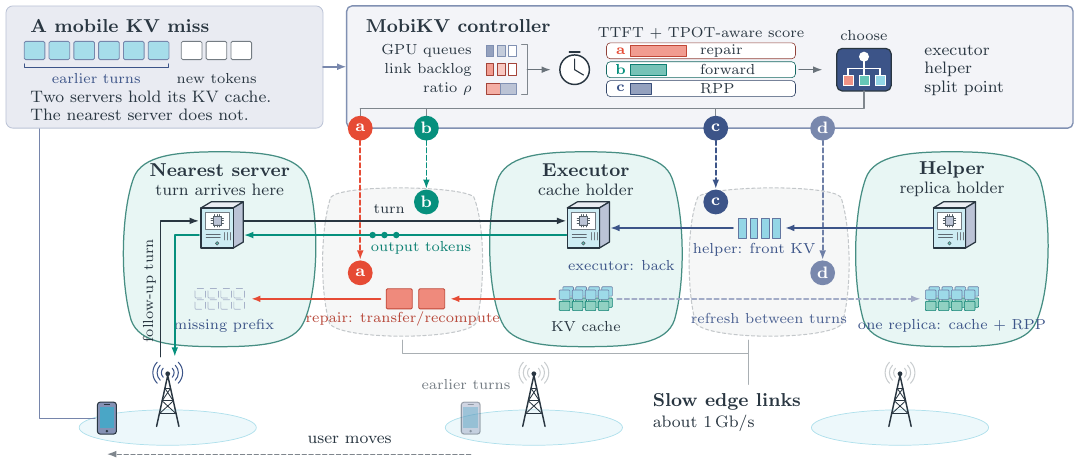 A mobile KV miss
earlier turns
new tokens
Two servers hold its KV cache.
The nearest server does not.
MobiKV controller
GPU queues
link backlog
ratio ρ
TTFT + TPOT-aware score
a repair
b forward
c RPP
choose
executor
helper
split point
a
b
c
d
Nearest server
turn arrives here
Executor
cache holder
Helper
replica holder
b
c
turn
output tokens
helper: front KV
follow-up turn
a
executor: back
d
missing prefix
repair: transfer/recompute
KV cache
refresh between turns
one replica: cache + RPP
earlier turns
Slow edge links
about 1 Gb/s
user moves